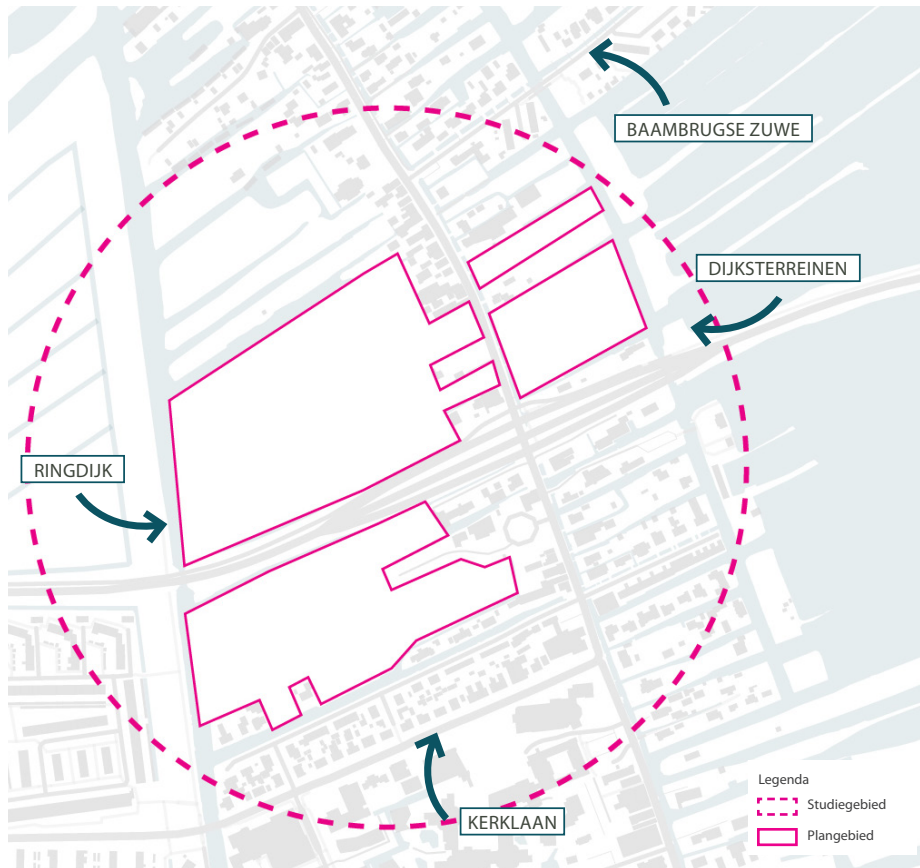 BAAMBRUGSE ZUWE
DIJKSTERREINEN
RINGDIJK
KERKLAAN
Legenda
Studiegebied
Plangebied